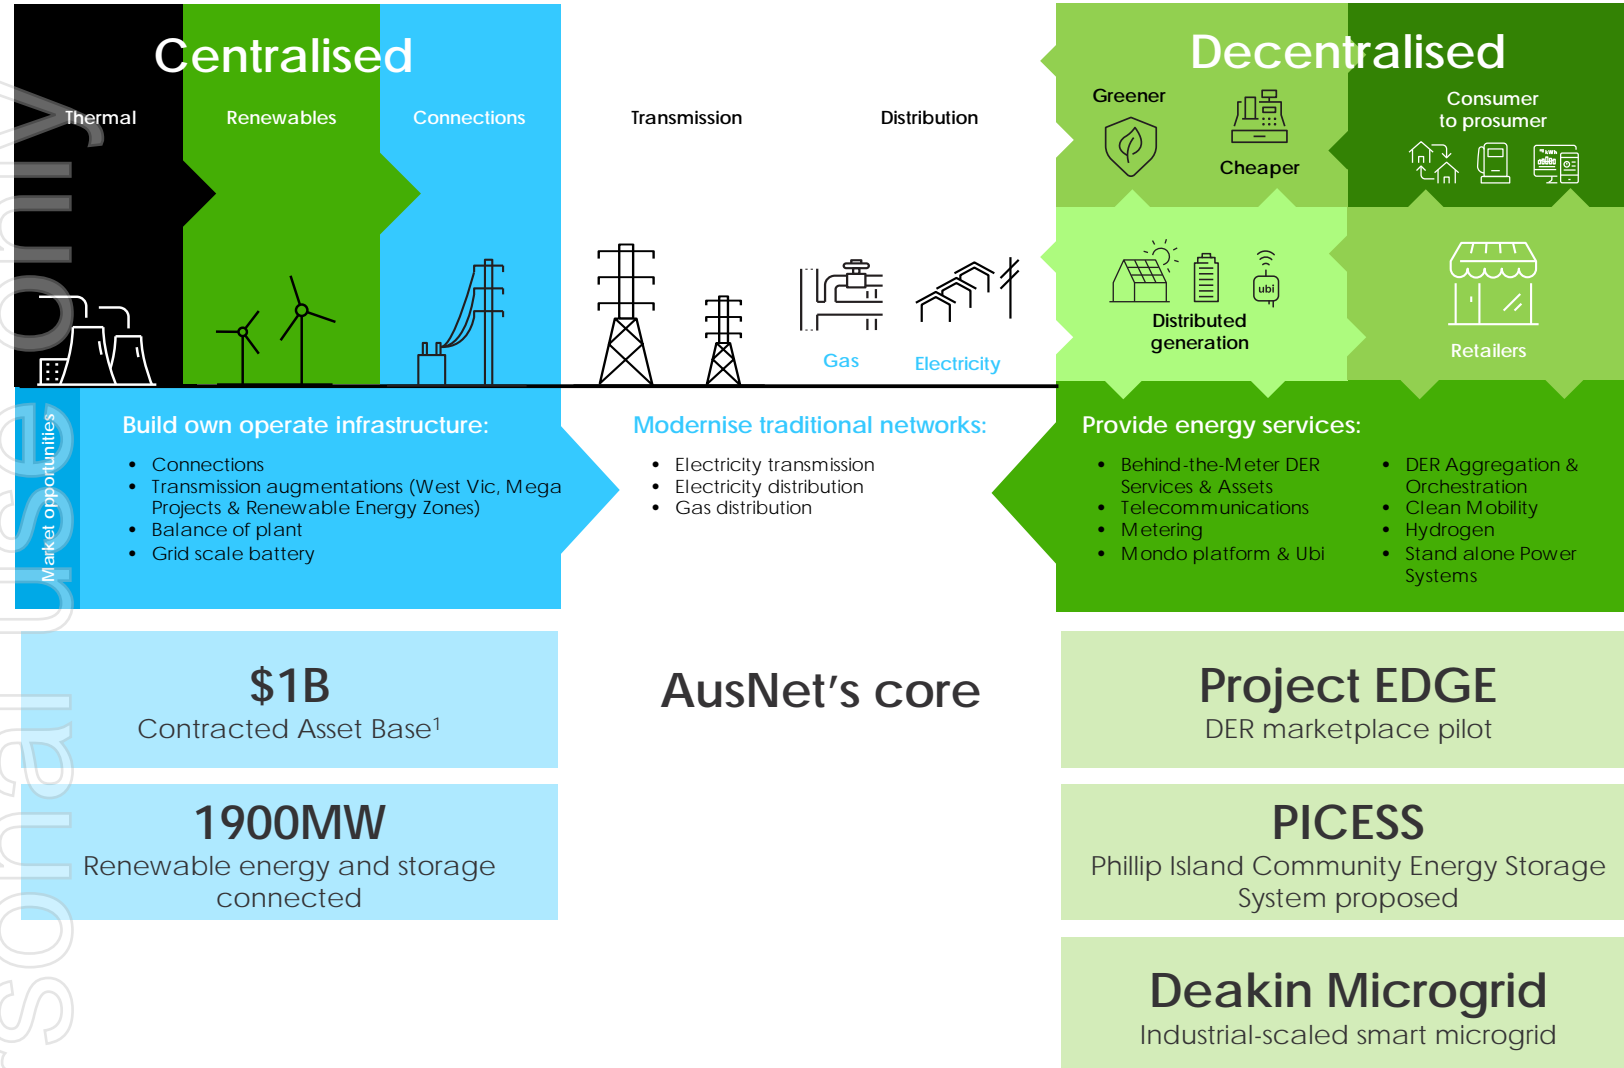 Centralised
Thermal
Renewables
Connections
Transmission
Distribution
Gas
Electricity
Decentralised
Greener
Cheaper
Consumer
to prosumer
kWh
ubi
Distributed
generation
Retailers
Market opportunities
Build own operate infrastructure:
• Connections
• Transmission augmentations (West Vic, Mega
Projects & Renewable Energy Zones)
• Balance of plant
• Grid scale battery
Modernise traditional networks:
• Electricity transmission
• Electricity distribution
• Gas distribution
Provide energy services:
• Behind-the-Meter DER
Services & Assets
• Telecommunications
• Metering
• Mondo platform & Ubi
• DER Aggregation &
Orchestration
• Clean Mobility
• Hydrogen
• Stand alone Power
Systems
$1B
Contracted Asset Base¹
1900MW
Renewable energy and storage
connected
AusNet's core
Project EDGE
DER marketplace pilot
PICESS
Phillip Island Community Energy Storage
System proposed
Deakin Microgrid
Industrial-scaled smart microgrid
sonal use only